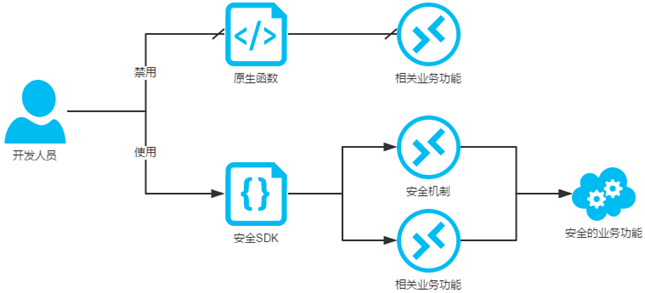 禁用
原生函数
相关业务功能
开发人员
使用
安全SDK
安全机制
相关业务功能
安全的业务功能